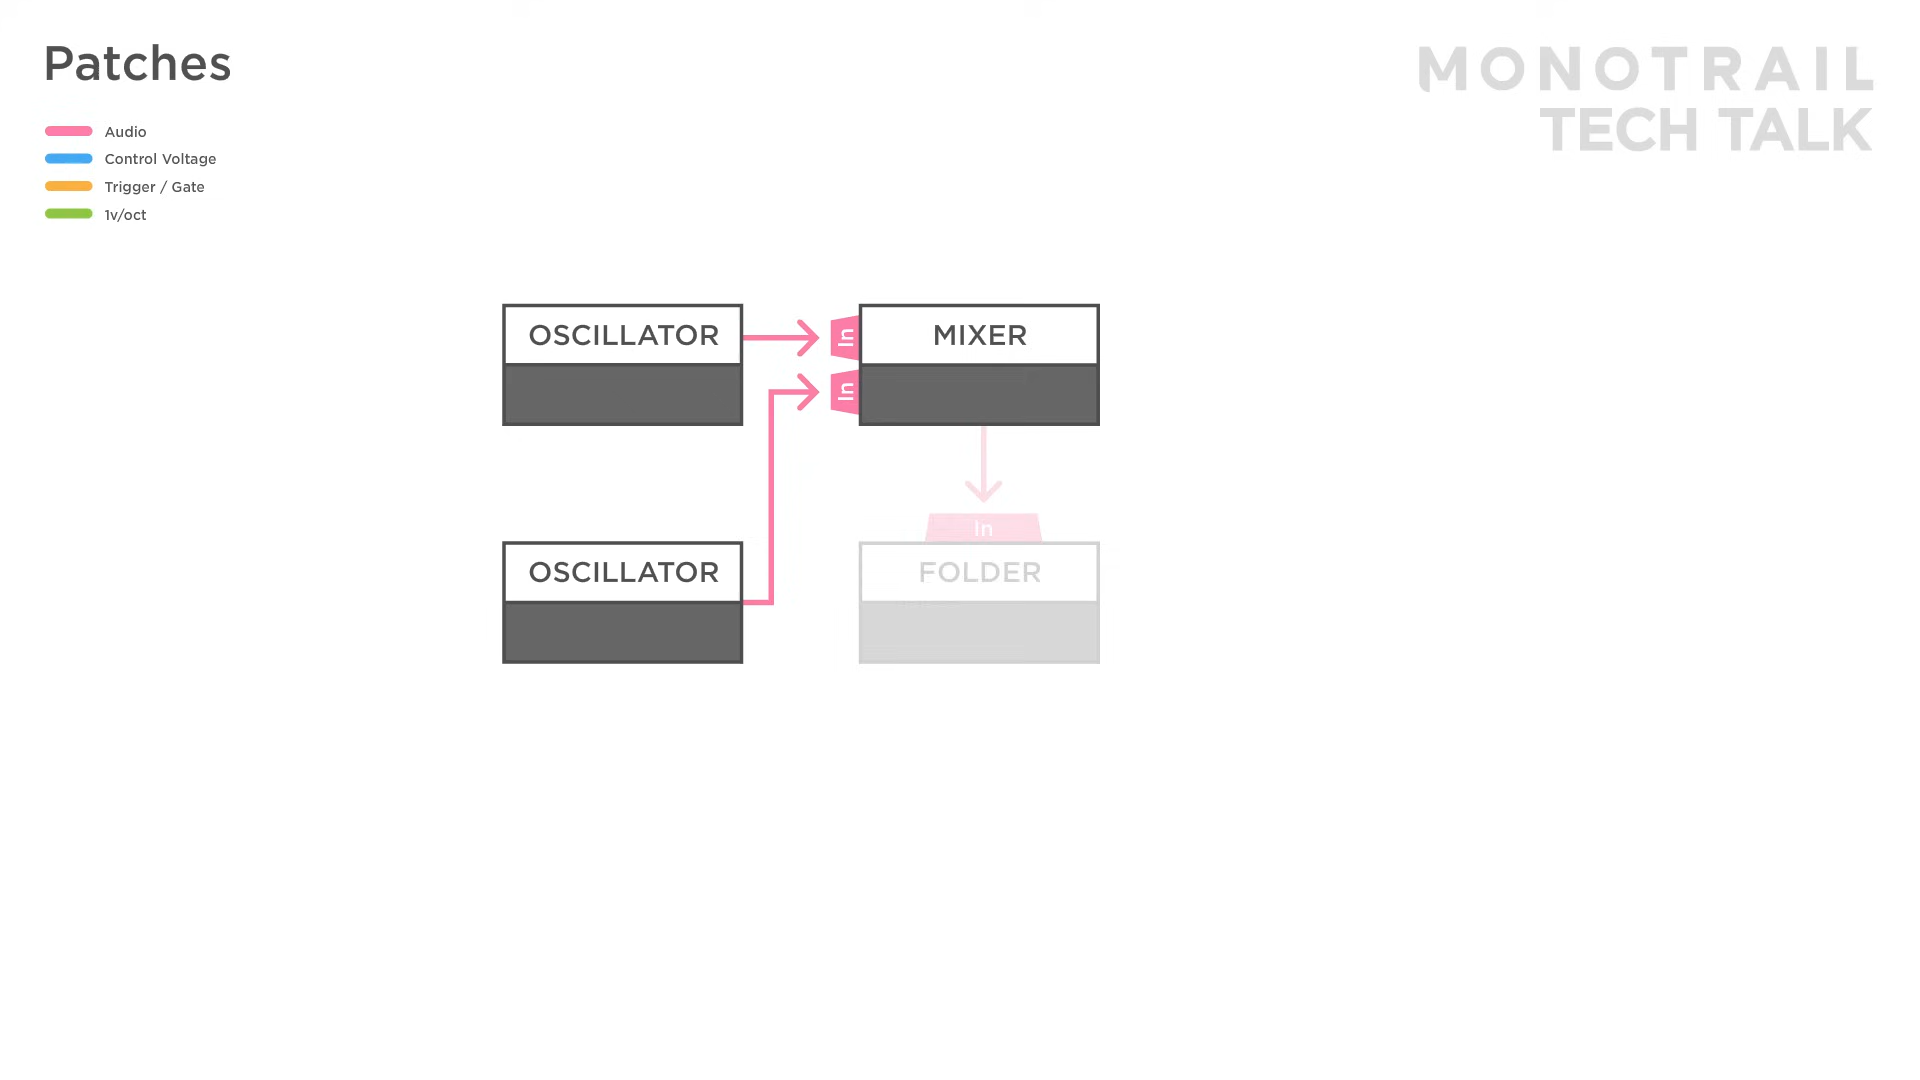 Patches
MONOTRAIL
TECH TALK
Audio
Control Voltage
Trigger / Gate
1v/oct
OSCILLATOR
In
MIXER
In
In
OSCILLATOR
FOLDER